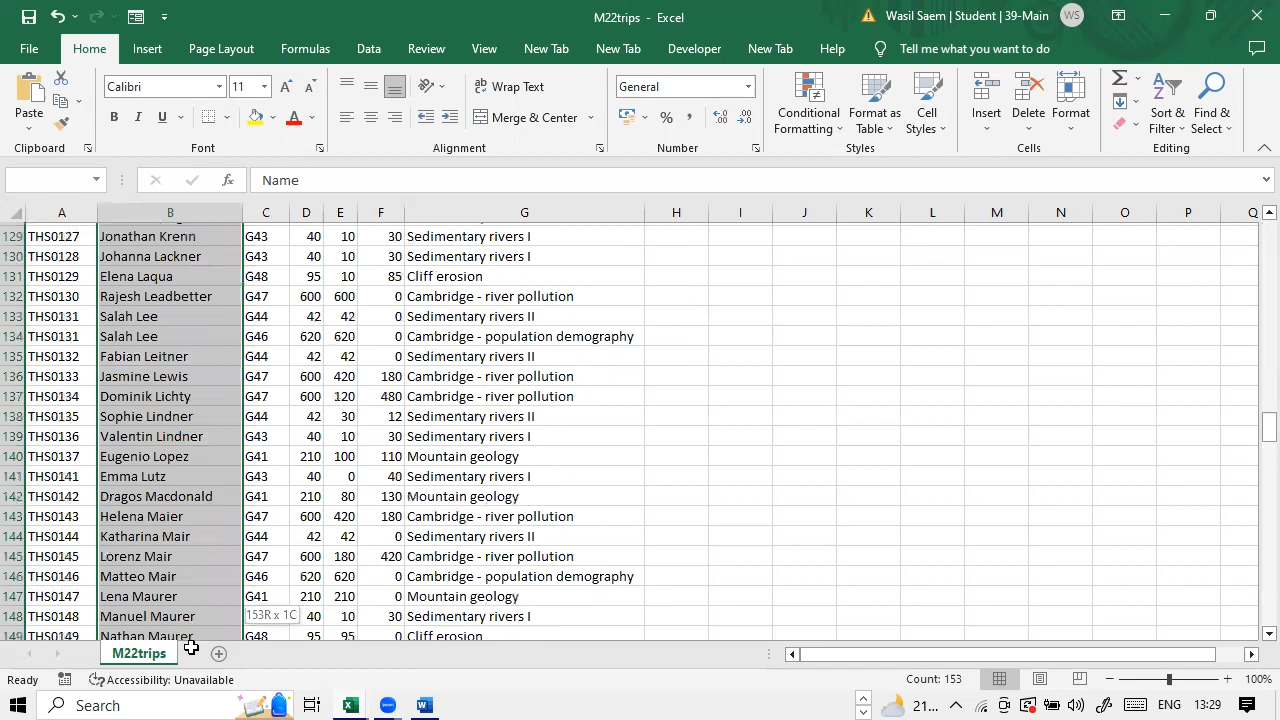 M22trips - Excel
Wasil Saem | Student | 39-Main
WS
File Home Insert Page Layout Formulas Data Review View New Tab New Tab Developer New Tab Help Tell me what you want to do
Paste
Calibri 11
B I U A
Wrap Text
Merge & Center
General
Conditional Formatting
Format as Table
Cell Styles
Insert
Delete
Format
Sort & Filter
Find & Select
Clipboard Font Alignment Number Styles Cells Editing
fx Name
A B C D E F G H I J K L M N O P Q
129 THS0127 Jonathan Krenn G43 40 10 30 Sedimentary rivers I
130 THS0128 Johanna Lackner G43 40 10 30 Sedimentary rivers I
131 THS0129 Elena Laqua G48 95 10 85 Cliff erosion
132 THS0130 Rajesh Leadbetter G47 600 600 0 Cambridge - river pollution
133 THS0131 Salah Lee G44 42 42 0 Sedimentary rivers II
134 THS0131 Salah Lee G46 620 620 0 Cambridge - population demography
135 THS0132 Fabian Leitner G44 42 42 0 Sedimentary rivers II
136 THS0133 Jasmine Lewis G47 600 420 180 Cambridge - river pollution
137 THS0134 Dominik Lichty G47 600 120 480 Cambridge - river pollution
138 THS0135 Sophie Lindner G44 42 30 12 Sedimentary rivers II
139 THS0136 Valentin Lindner G43 40 10 30 Sedimentary rivers I
140 THS0137 Eugenio Lopez G41 210 100 110 Mountain geology
141 THS0141 Emma Lutz G43 40 0 40 Sedimentary rivers I
142 THS0142 Dragos Macdonald G41 210 80 130 Mountain geology
143 THS0143 Helena Maier G47 600 420 180 Cambridge - river pollution
144 THS0144 Katharina Mair G44 42 42 0 Sedimentary rivers II
145 THS0145 Lorenz Mair G47 600 180 420 Cambridge - river pollution
146 THS0146 Matteo Mair G46 620 620 0 Cambridge - population demography
147 THS0147 Lena Maurer G41 210 210 0 Mountain geology
148 THS0148 Manuel Maurer 153R x 1C 40 10 30 Sedimentary rivers I
149 THS0149 Nathan Maurer G48 95 95 0 Cliff erosion
M22trips
Ready Accessibility: Unavailable Count: 153 100%
Search 21... ENG 13:29